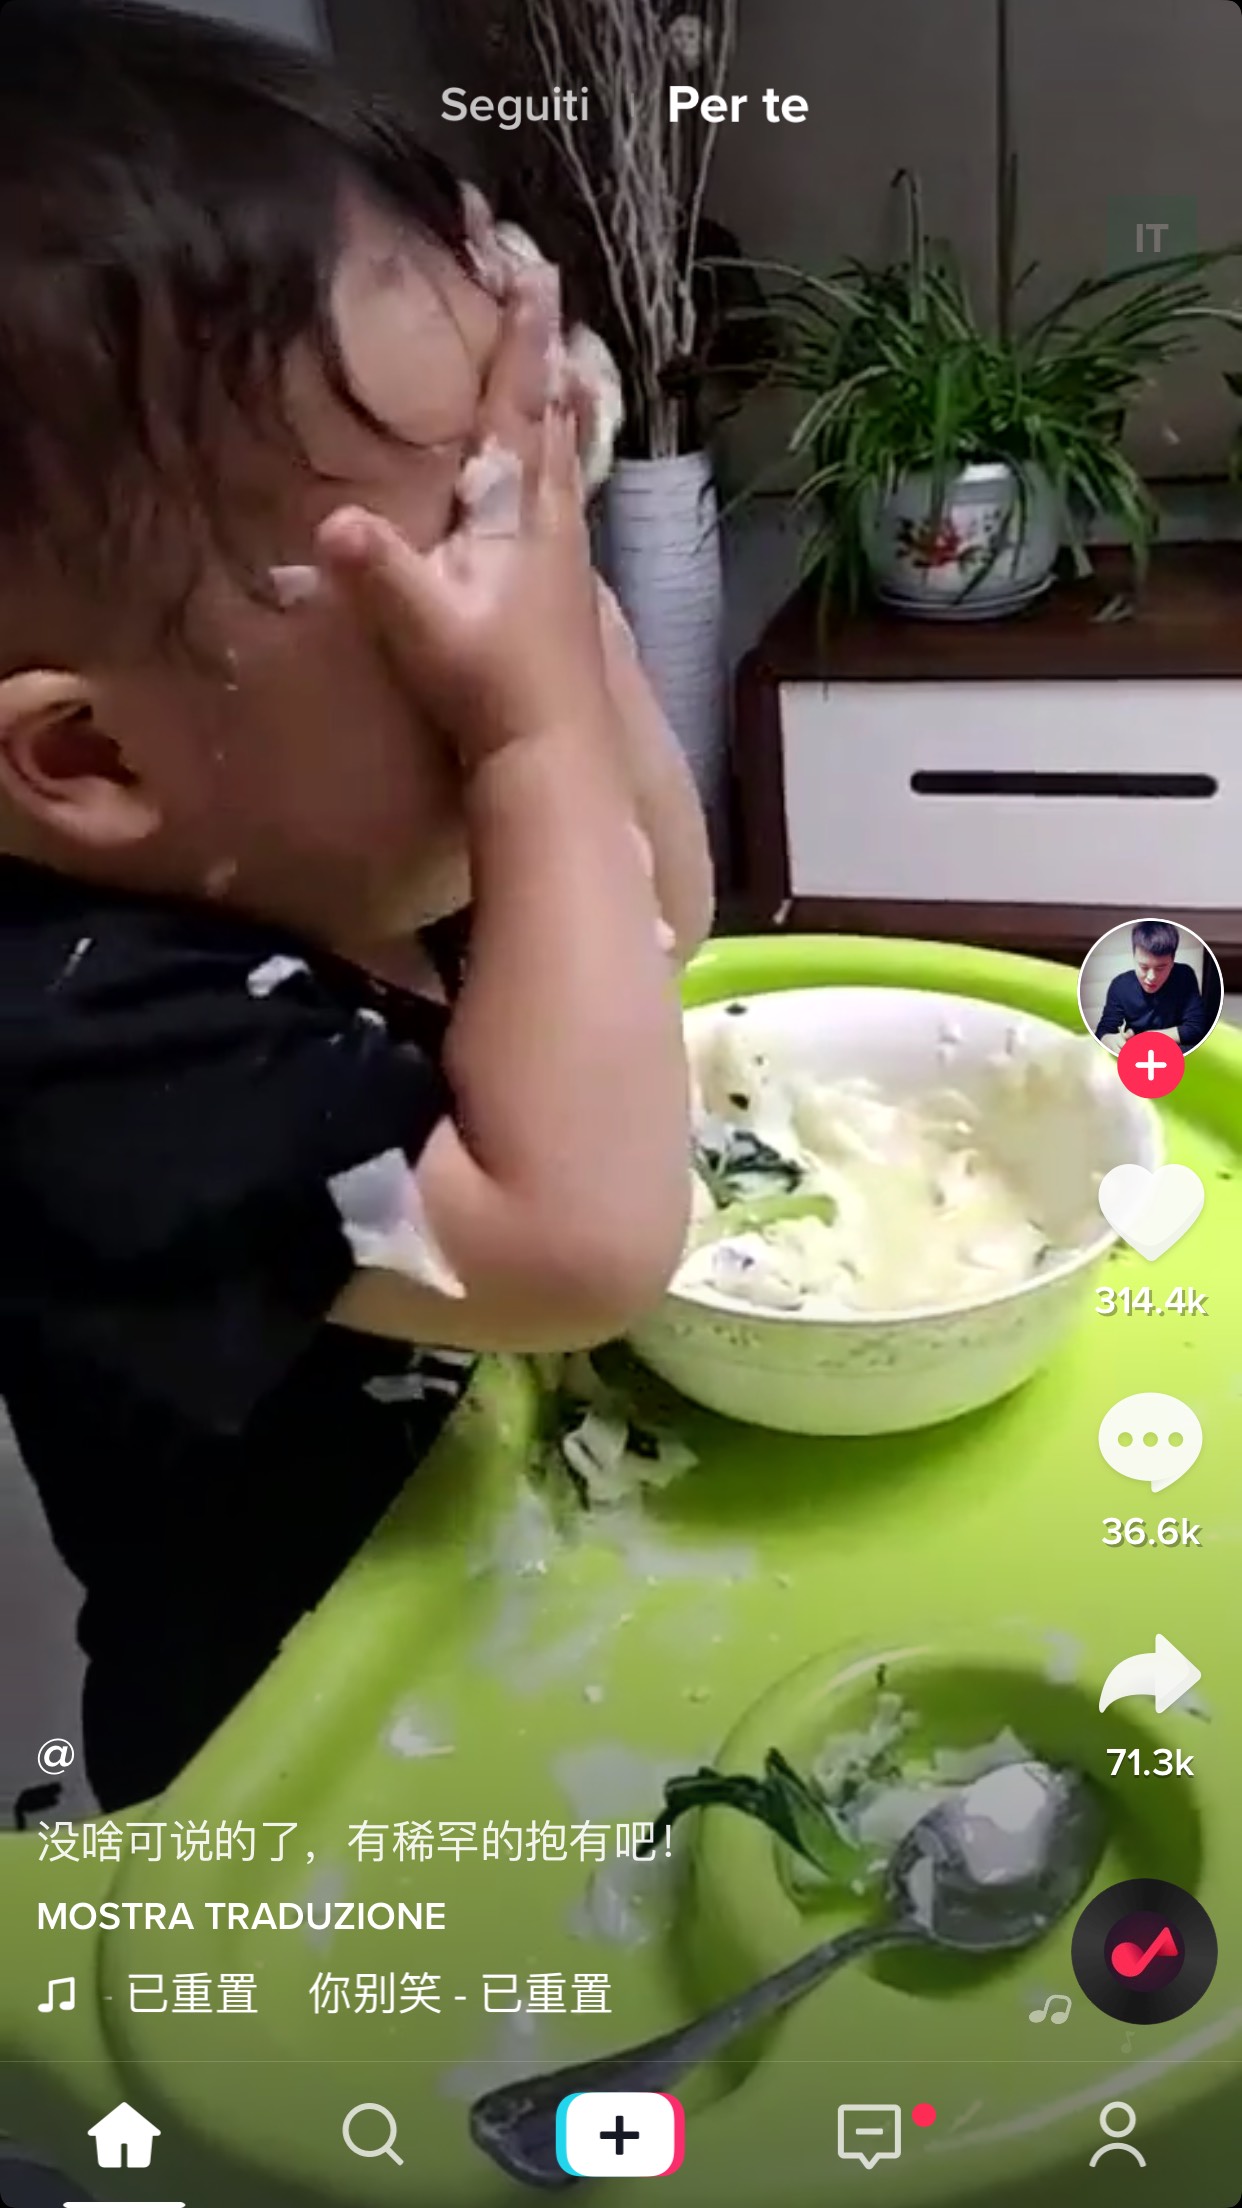 Seguiti Per te
IT
314.4k
36.6k
71.3k
@
没啥可说的了，有稀罕的抱有吧！
MOSTRA TRADUZIONE
- 已重置 你别笑 - 已重置